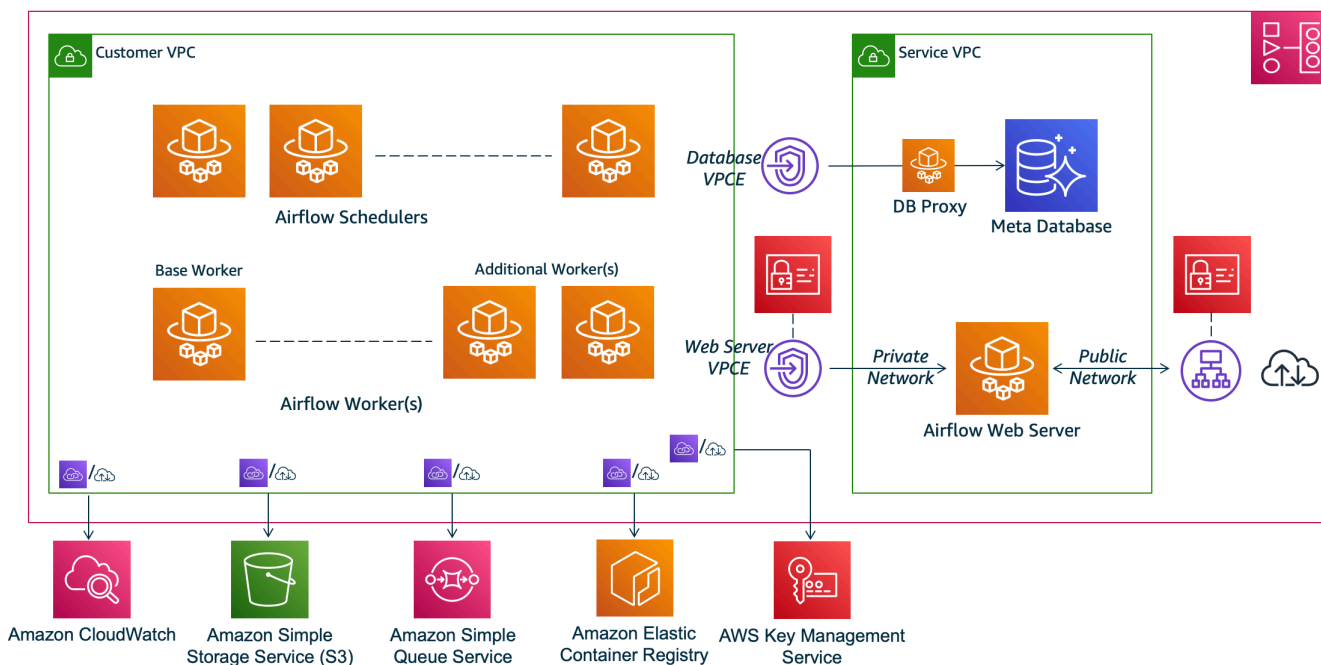 Customer VPC
Service VPC
Airflow Schedulers
Database
VPCE
DB Proxy
Meta Database
Base Worker
Additional Worker(s)
Airflow Worker(s)
Web Server
VPCE
Private
Network
Public
Network
Airflow Web Server
/
/
/
/
/
Amazon CloudWatch
Amazon Simple
Storage Service (S3)
Amazon Simple
Queue Service
Amazon Elastic
Container Registry
AWS Key Management
Service